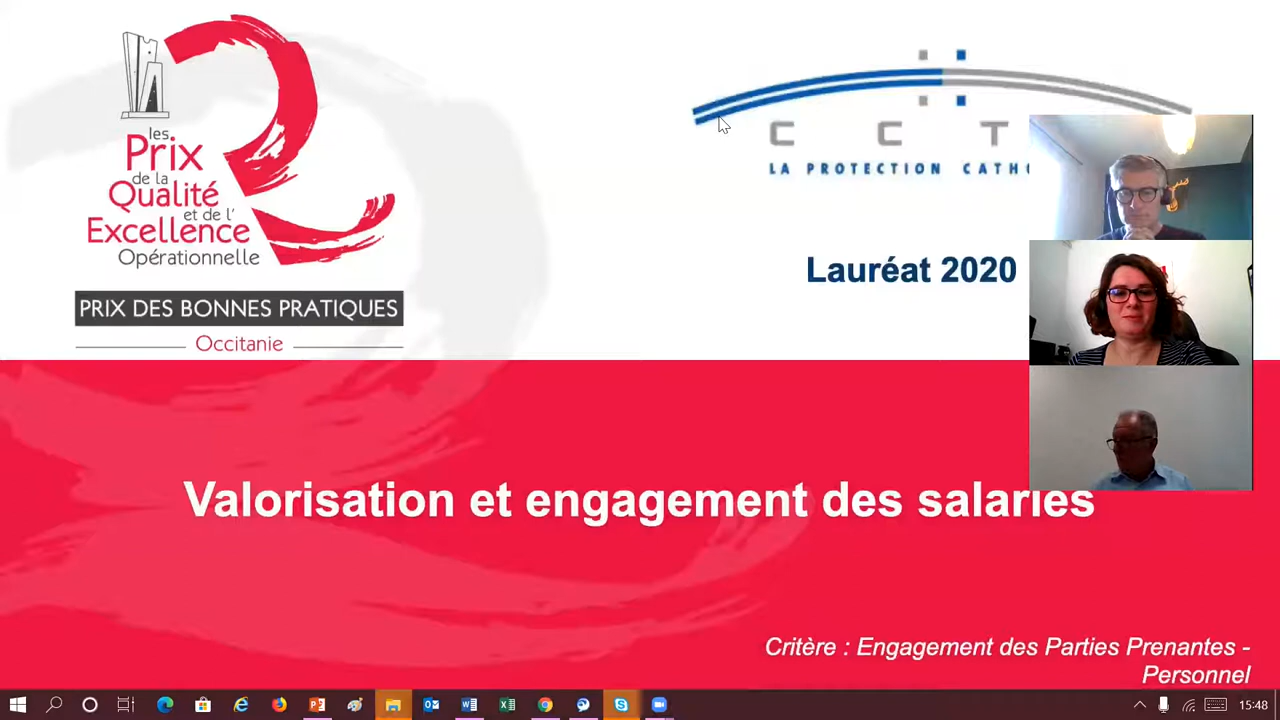 les
Prix
de la
Qualité
et de l'
Excellence
Opérationnelle
PRIX DES BONNES PRATIQUES
Occitanie
C C T
LA PROTECTION
Lauréat 2020
Valorisation et engagement des salariés
Critère : Engagement des Parties Prenantes -
Personnel
15:48